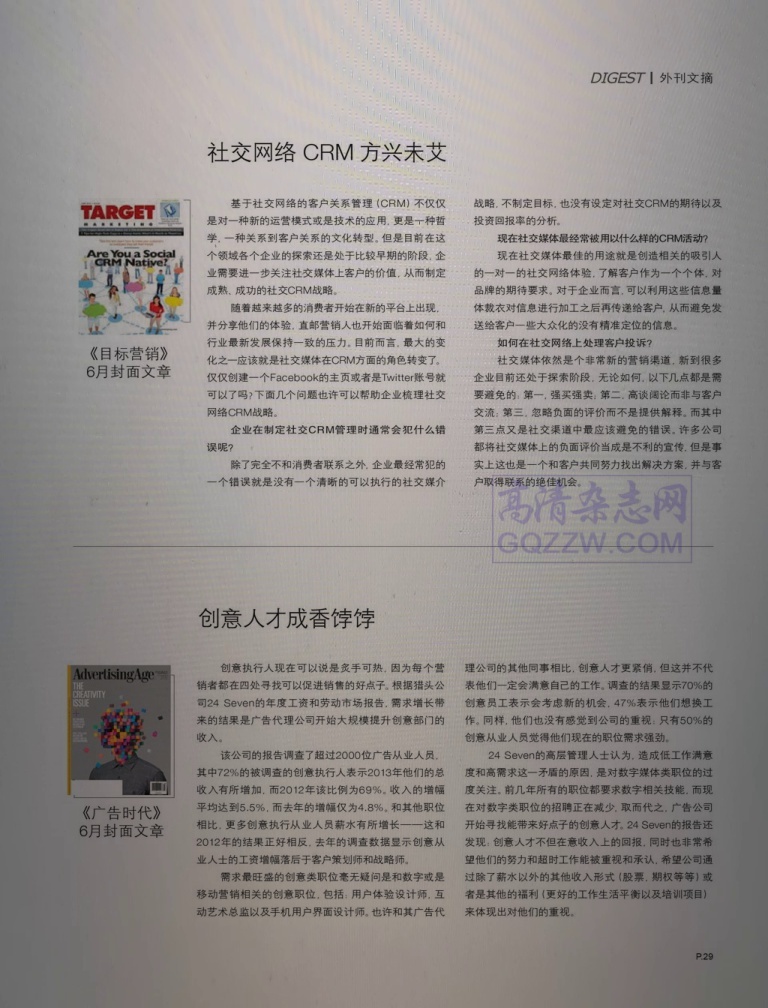 DIGEST | 外刊文摘
社交网络 CRM 方兴未艾
TARGET
MARKETING
Are You a Social
CRM Native?
《目标营销》
6月封面文章
基于社交网络的客户关系管理 (CRM) 不仅仅
是对一种新的运营模式或是技术的应用, 更是一种哲
学, 一种关系到客户关系的文化转型。但是目前在这
个领域各个企业的探索还是处于比较早期的阶段, 企
业需要进一步关注社交媒体上客户的价值, 从而制定
成熟、成功的社交CRM战略。
随着越来越多的消费者开始在新的平台上出现,
并分享他们的体验, 直邮营销人也开始面临着如何和
行业最新发展保持一致的压力。目前而言, 最大的变
化之一应该就是社交媒体在CRM方面的角色转变了。
仅仅创建一个Facebook的主页或者是Twitter账号就
可以了吗? 下面几个问题也许可以帮助企业梳理社交
网络CRM战略。
企业在制定社交CRM管理时通常会犯什么错
误呢?
除了完全不和消费者联系之外, 企业最经常犯的
一个错误就是没有一个清晰的可以执行的社交媒介
战略, 不制定目标, 也没有设定对社交CRM的期待以及
投资回报率的分析。
现在社交媒体最经常被用以什么样的CRM活动?
现在社交媒体最佳的用途就是创造相关的吸引人
的一对一的社交网络体验, 了解客户作为一个个体, 对
品牌的期待要求。对于企业而言, 可以利用这些信息量
体裁衣对信息进行加工之后再传递给客户, 从而避免发
送给客户一些大众化的没有精准定位的信息。
如何在社交网络上处理客户投诉?
社交媒体依然是个非常新的营销渠道, 新到很多
企业目前还处于探索阶段, 无论如何, 以下几点都是需
要避免的: 第一, 强买强卖; 第二, 高谈阔论而非与客户
交流; 第三, 忽略负面的评价而不是提供解释。而其中
第三点又是社交渠道中最应该避免的错误。许多公司
都将社交媒体上的负面评价当成是不利的宣传, 但是事
实上这也是一个和客户共同努力找出解决方案, 并与客
户取得联系的绝佳机会。
高清杂志网
GQZZW.COM
创意人才成香饽饽
AdvertisingAge
THE
CREATIVITY
ISSUE
《广告时代》
6月封面文章
创意执行人现在可以说是炙手可热, 因为每个营
销者都在四处寻找可以促进销售的好点子。根据猎头公
司24 Seven的年度工资和劳动市场报告, 需求增长带
来的结果是广告代理公司开始大规模提升创意部门的
收入。
该公司的报告调查了超过2000位广告从业人员,
其中72%的被调查的创意执行人表示2013年他们的总
收入有所增加, 而2012年该比例为69%。收入的增幅
平均达到5.5%, 而去年的增幅仅为4.8%。和其他职位
相比, 更多创意执行从业人员薪水有所增长——这和
2012年的结果正好相反, 去年的调查数据显示创意从
业人士的工资增幅落后于客户策划师和战略师。
需求最旺盛的创意类职位毫无疑问是和数字或是
移动营销相关的创意职位, 包括: 用户体验设计师, 互
动艺术总监以及手机用户界面设计师。也许和其广告代
理公司的其他同事相比, 创意人才更紧俏, 但这并不代
表他们一定会满意自己的工作。调查的结果显示70%的
创意员工表示会考虑新的机会, 47%表示他们想换工
作。同样, 他们也没有感觉到公司的重视: 只有50%的
创意从业人员觉得他们现在的职位需求强劲。
24 Seven的高层管理人士认为, 造成低工作满意
度和高需求这一矛盾的原因, 是对数字媒体类职位的过
度关注。前几年所有的职位都要求数字相关技能, 而现
在对数字类职位的招聘正在减少, 取而代之, 广告公司
开始寻找能带来好点子的创意人才。24 Seven的报告还
发现: 创意人才不但在意收入上的回报, 同时也非常希
望他们的努力和超时工作能被重视和承认, 希望公司通
过除了薪水以外的其他收入形式 (股票, 期权等等) 或
者是其他的福利 (更好的工作生活平衡以及培训项目)
来体现出对他们的重视。
P.29